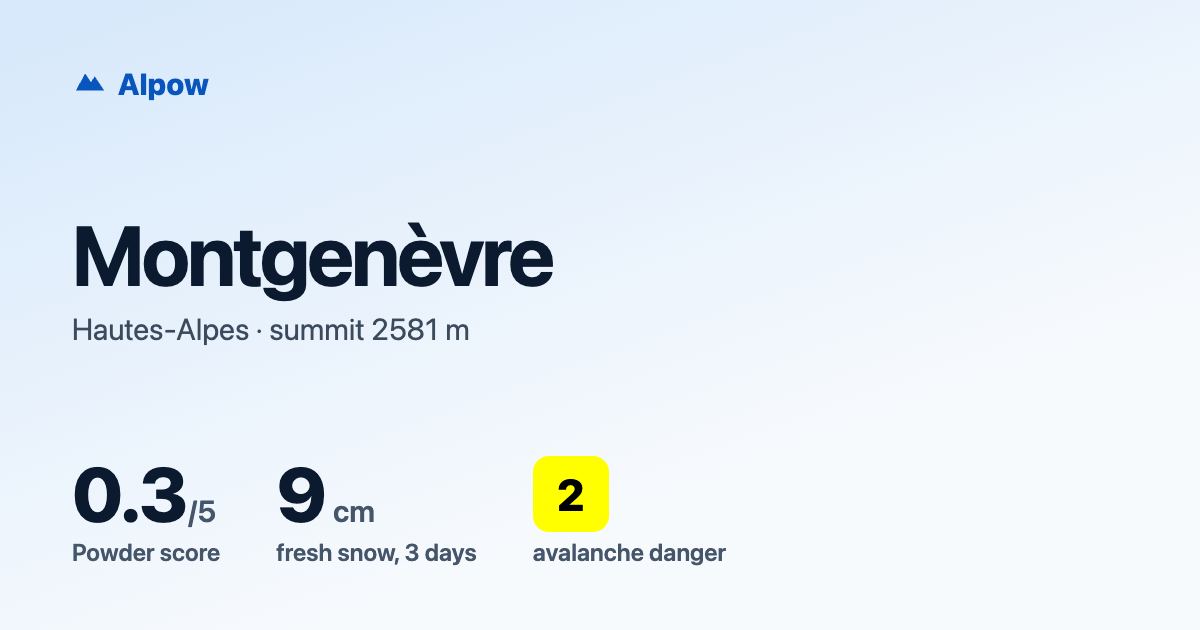 Alpow
Montgenèvre
Hautes-Alpes · summit 2581 m
0.3/5
Powder score
9 cm
fresh snow, 3 days
2
avalanche danger